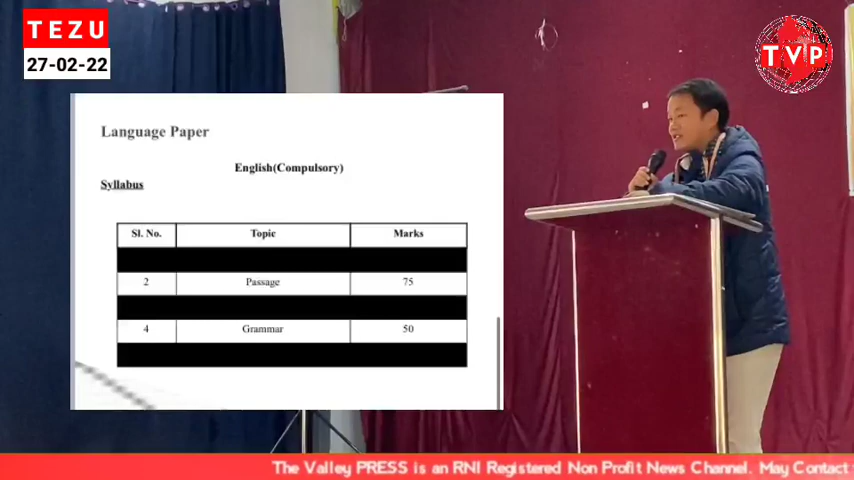 TEZU
27-02-22
TVP
Language Paper
English(Compulsory)
Syllabus
Sl. No. Topic Marks
2 Passage 75
4 Grammar 50
The Valley PRESS is an RNI Registered Non Profit News Channel. May Contact